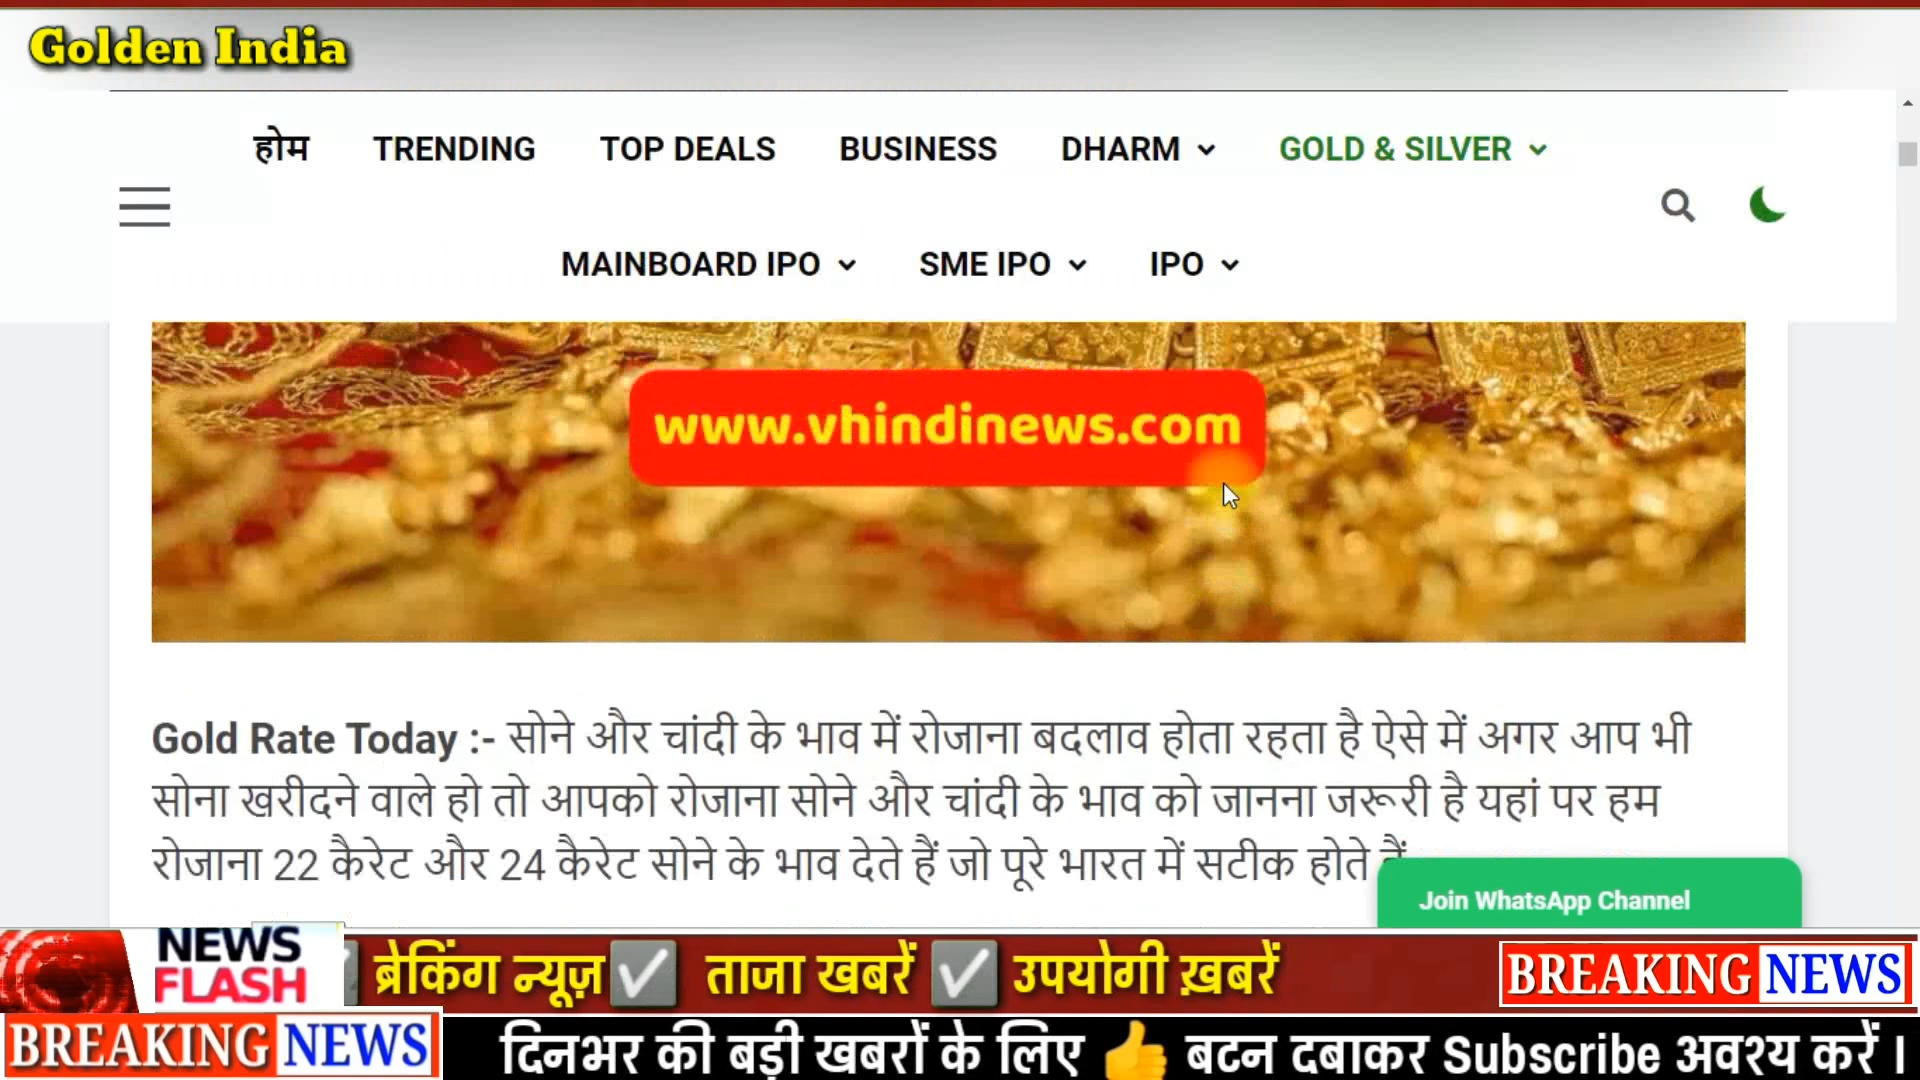 Golden India
होम TRENDING TOP DEALS BUSINESS DHARM GOLD & SILVER
MAINBOARD IPO SME IPO IPO
www.vhindinews.com
Gold Rate Today :- सोने और चांदी के भाव में रोजाना बदलाव होता रहता है ऐसे में अगर आप भी
सोना खरीदने वाले हो तो आपको रोजाना सोने और चांदी के भाव को जानना जरूरी है यहां पर हम
रोजाना 22 कैरेट और 24 कैरेट सोने के भाव देते हैं जो पूरे भारत में सटीक होते हैं
Join WhatsApp Channel
NEWS
FLASH
ब्रेकिंग न्यूज़ ✅ ताजा खबरें ✅ उपयोगी ख़बरें
BREAKING NEWS
BREAKING NEWS
दिनभर की बड़ी खबरों के लिए 👍 बटन दबाकर Subscribe अवश्य करें ।